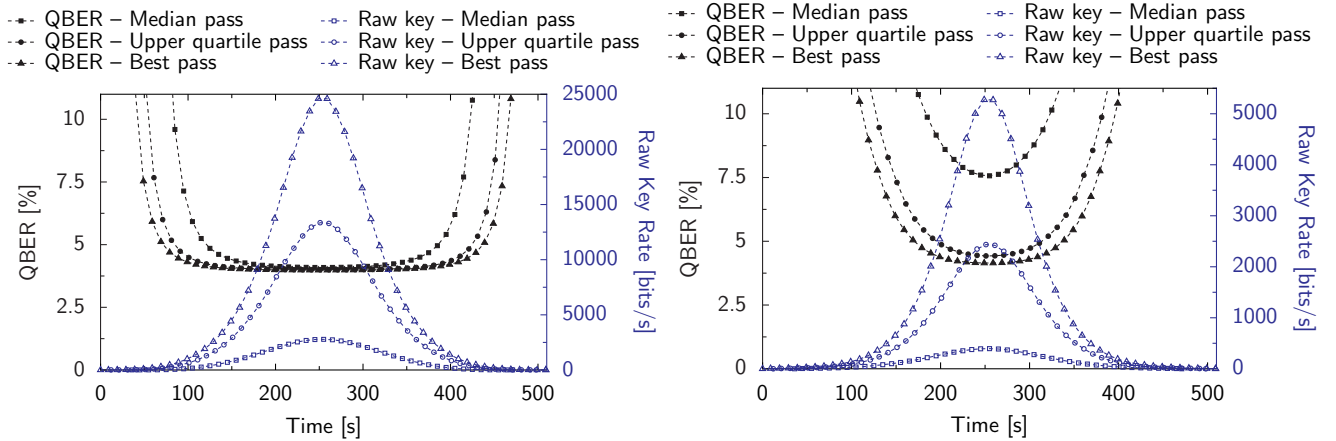 QBER – Median pass
QBER – Upper quartile pass
QBER – Best pass
Raw key – Median pass
Raw key – Upper quartile pass
Raw key – Best pass
10
7.5
5
2.5
0
QBER [%]
25000
20000
15000
10000
5000
0
Raw Key Rate [bits/s]
0 100 200 300 400 500
Time [s]
QBER – Median pass
QBER – Upper quartile pass
QBER – Best pass
Raw key – Median pass
Raw key – Upper quartile pass
Raw key – Best pass
10
7.5
5
2.5
0
QBER [%]
5000
4000
3000
2000
1000
0
Raw Key Rate [bits/s]
0 100 200 300 400 500
Time [s]